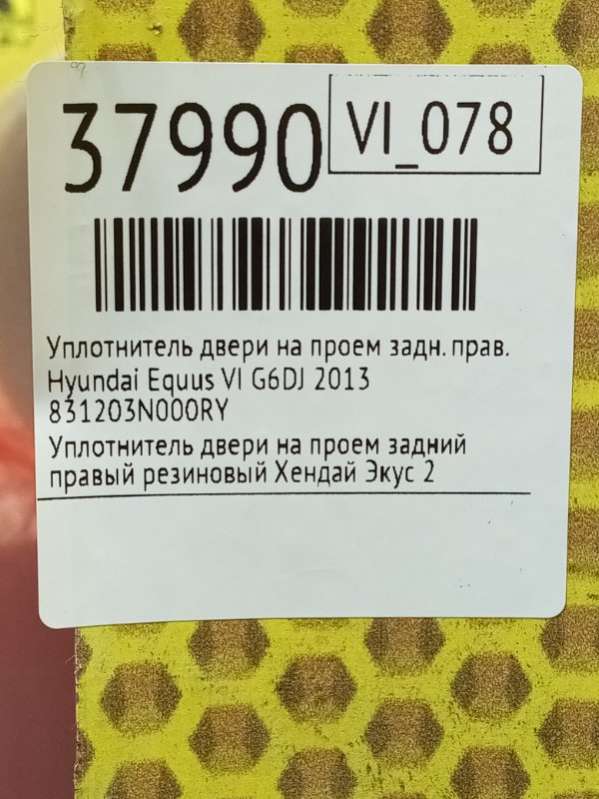 37990
VI_078
Уплотнитель двери на проем задн. прав.
Hyundai Equus VI G6DJ 2013
831203N000RY
Уплотнитель двери на проем задний
правый резиновый Хендай Экус 2